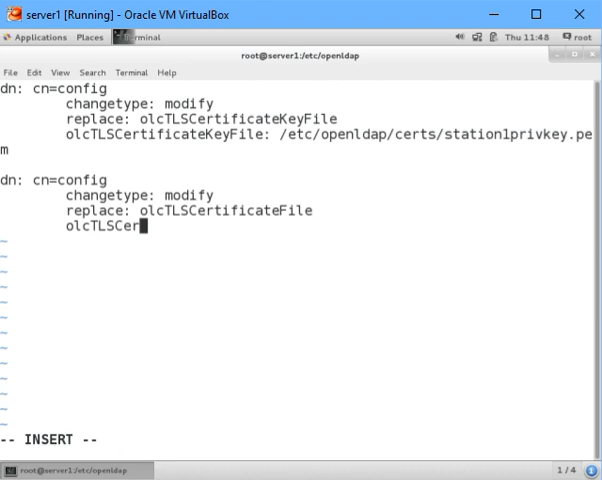 server1 [Running] - Oracle VM VirtualBox
Applications Places Terminal Thu 11:48 root
root@server1:/etc/openldap
File Edit View Search Terminal Help
dn: cn=config
changetype: modify
replace: olcTLSCertificateKeyFile
olcTLSCertificateKeyFile: /etc/openldap/certs/station1privkey.pe
m
dn: cn=config
changetype: modify
replace: olcTLSCertificateFile
olcTLSCer
~
~
~
~
~
~
~
~
~
~
~
~
~
-- INSERT --
root@server1:/etc/openldap 1 / 4 1